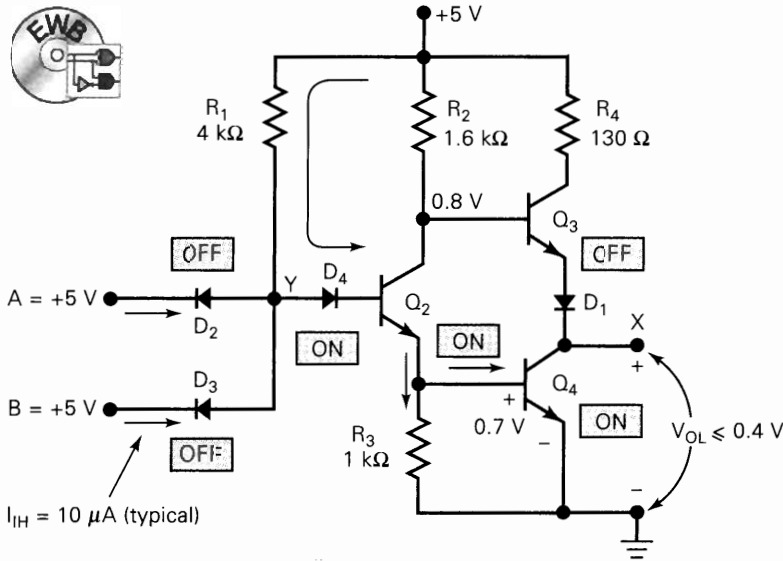 EWB
+5 V
R1
4 kΩ
R2
1.6 kΩ
R4
130 Ω
0.8 V
Q3
OFF
OFF
A = +5 V
D2
Y
D4
Q2
D1
ON
ON
X
+
B = +5 V
D3
OFF
Q4
+
0.7 V
–
ON
VOL ⩽ 0.4 V
R3
1 kΩ
IIH = 10 μA (typical)
–